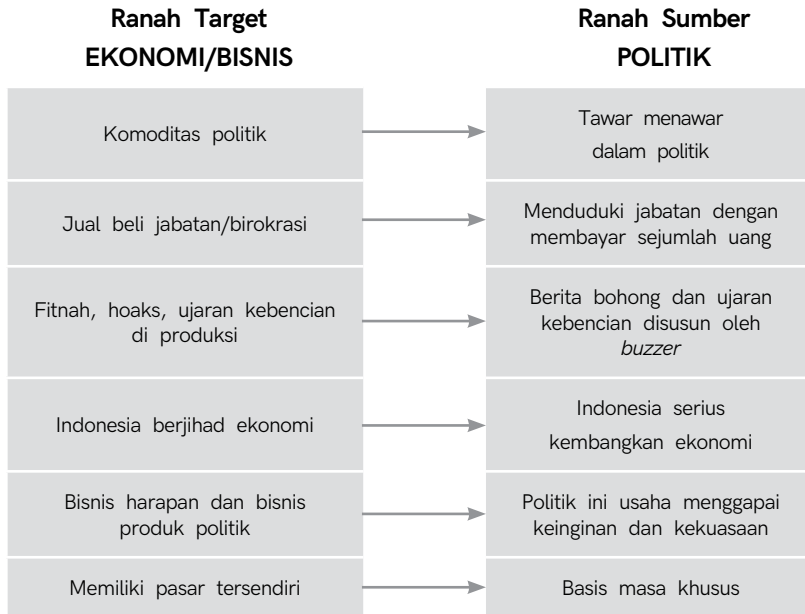 Ranah Target
EKONOMI/BISNIS
Ranah Sumber
POLITIK
Komoditas politik
Tawar menawar
dalam politik
Jual beli jabatan/birokrasi
Menduduki jabatan dengan
membayar sejumlah uang
Fitnah, hoaks, ujaran kebencian
di produksi
Berita bohong dan ujaran
kebencian disusun oleh
buzzer
Indonesia berjihad ekonomi
Indonesia serius
kembangkan ekonomi
Bisnis harapan dan bisnis
produk politik
Politik ini usaha menggapai
keinginan dan kekuasaan
Memiliki pasar tersendiri
Basis masa khusus